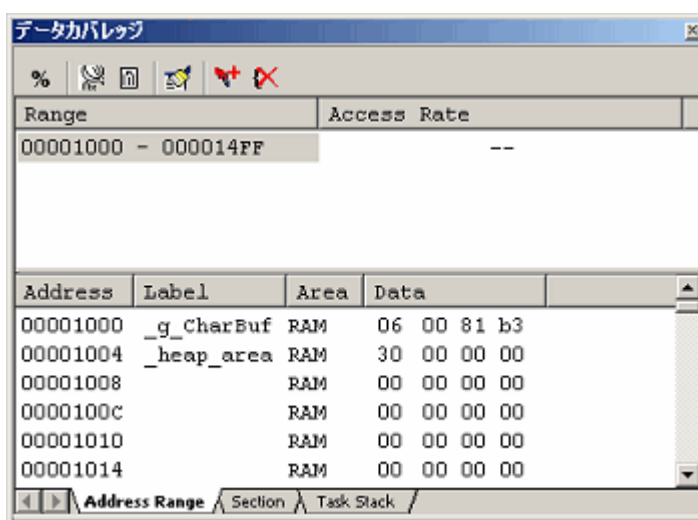 データカバレッジ
%
Range Access Rate
00001000 - 000014FF --
Address Label Area Data
00001000 _g_CharBuf RAM 06 00 81 b3
00001004 _heap_area RAM 30 00 00 00
00001008 RAM 00 00 00 00
0000100C RAM 00 00 00 00
00001010 RAM 00 00 00 00
00001014 RAM 00 00 00 00
Address Range Section Task Stack